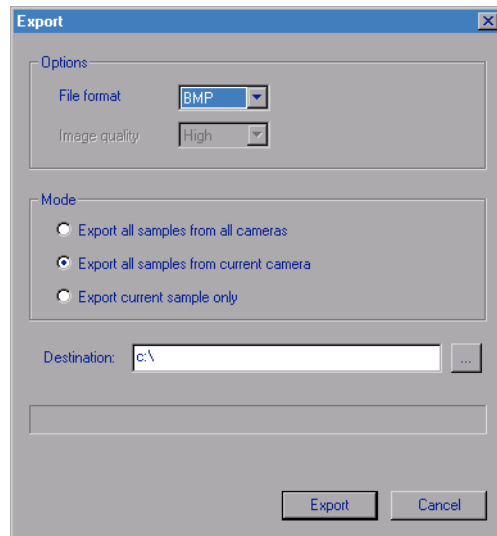 Export
Options
File format BMP
Image quality High
Mode
Export all samples from all cameras
Export all samples from current camera
Export current sample only
Destination: c:\ ...
Export Cancel